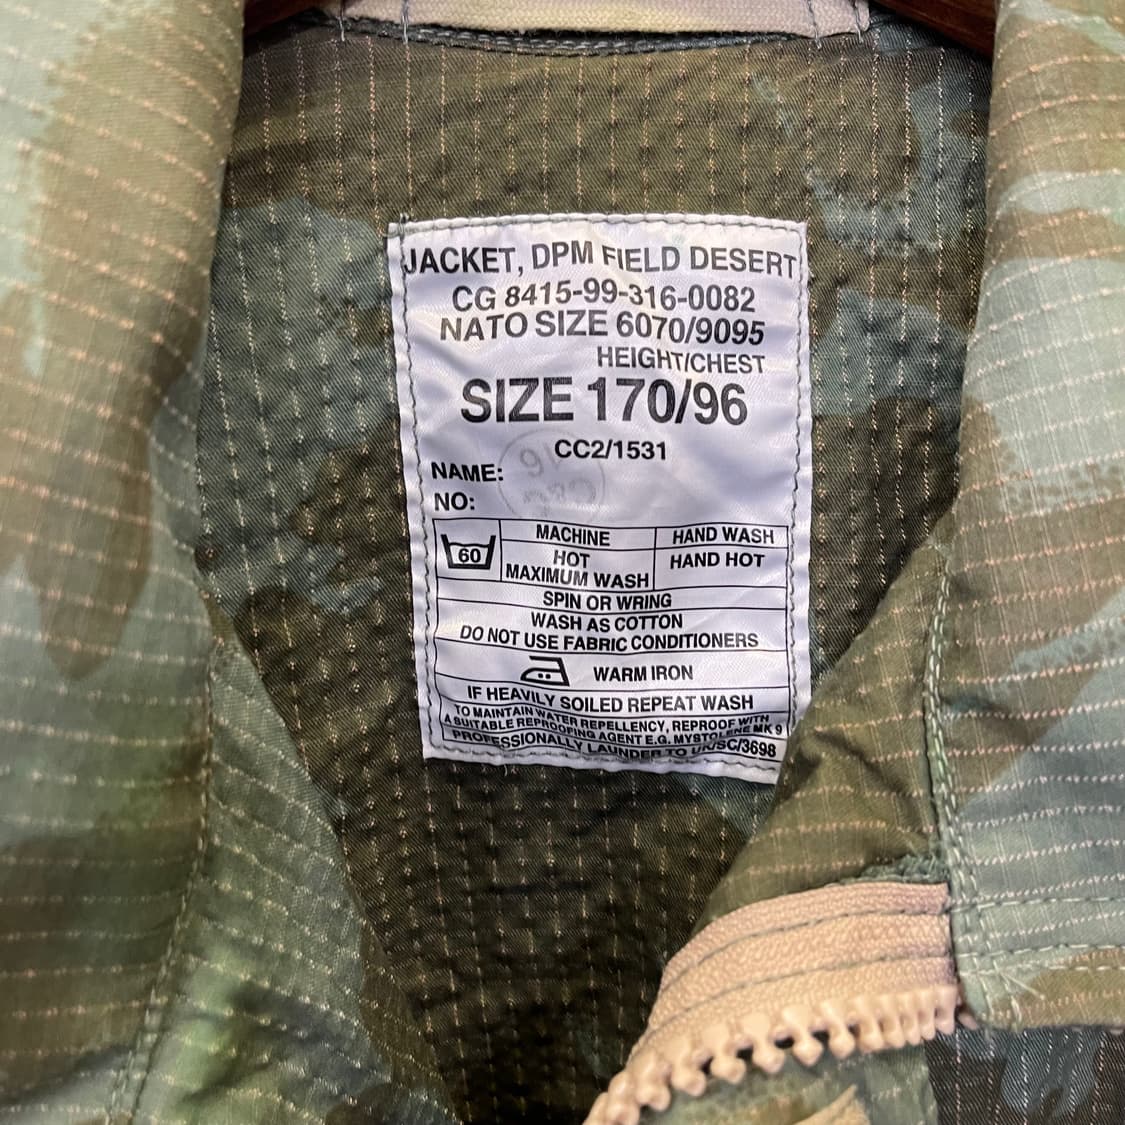 JACKET, DPM FIELD DESERT
CG 8415-99-316-0082
NATO SIZE 6070/9095
HEIGHT/CHEST
SIZE 170/96
CC2/1531
NAME:
NO:
60
MACHINE
HAND WASH
HOT
MAXIMUM WASH
HAND HOT
SPIN OR WRING
WASH AS COTTON
DO NOT USE FABRIC CONDITIONERS
WARM IRON
IF HEAVILY SOILED REPEAT WASH
TO MAINTAIN WATER REPELLENCY, REPROOF WITH
A SUITABLE REPROOFING AGENT E.G. MYSTOLENE MK 9
PROFESSIONALLY LAUNDER TO UK/SC/3698